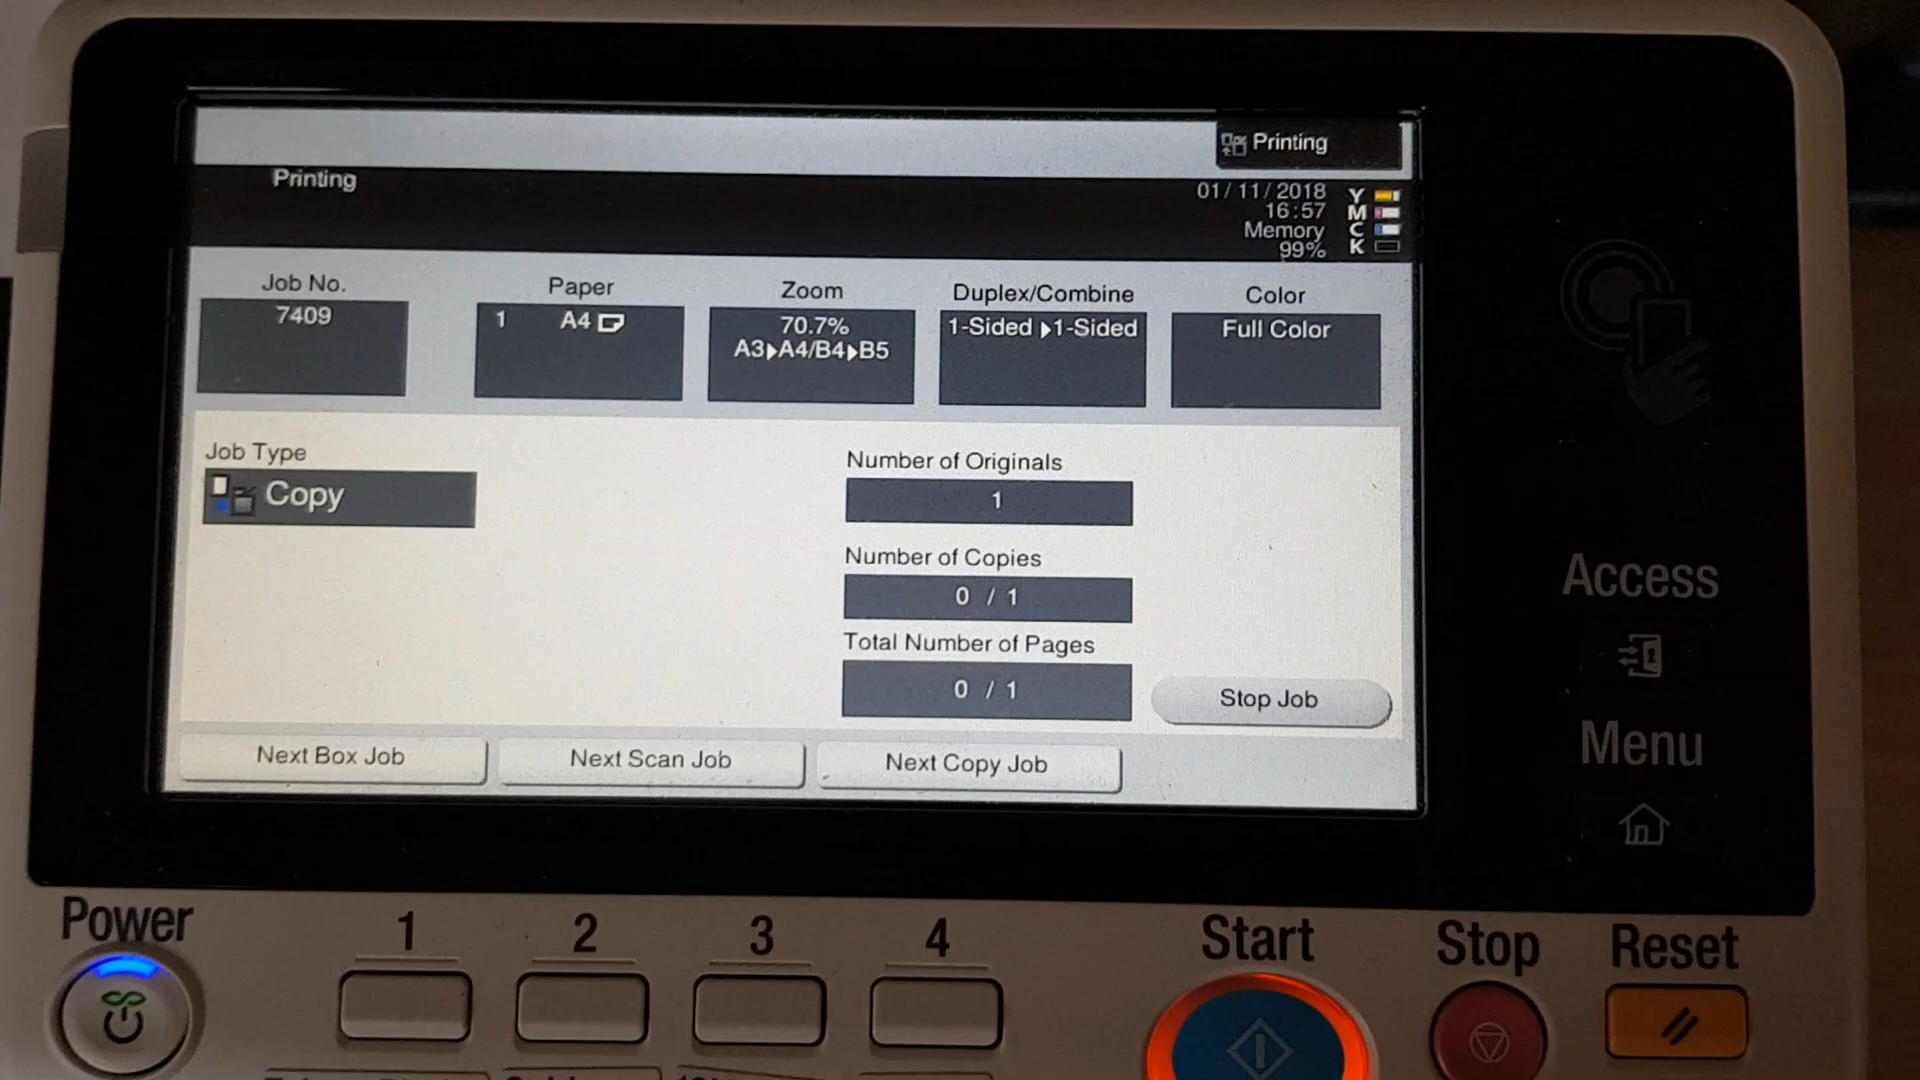 Printing
Printing
01/11/2018
16:57
Memory
99%
Y
M
C
K
Job No.
7409
Paper
1 A4
Zoom
70.7%
A3▶A4/B4▶B5
Duplex/Combine
1-Sided ▶1-Sided
Color
Full Color
Job Type
Copy
Number of Originals
1
Number of Copies
0 / 1
Total Number of Pages
0 / 1
Stop Job
Next Box Job
Next Scan Job
Next Copy Job
Access
Menu
Power
1
2
3
4
Start
Stop
Reset